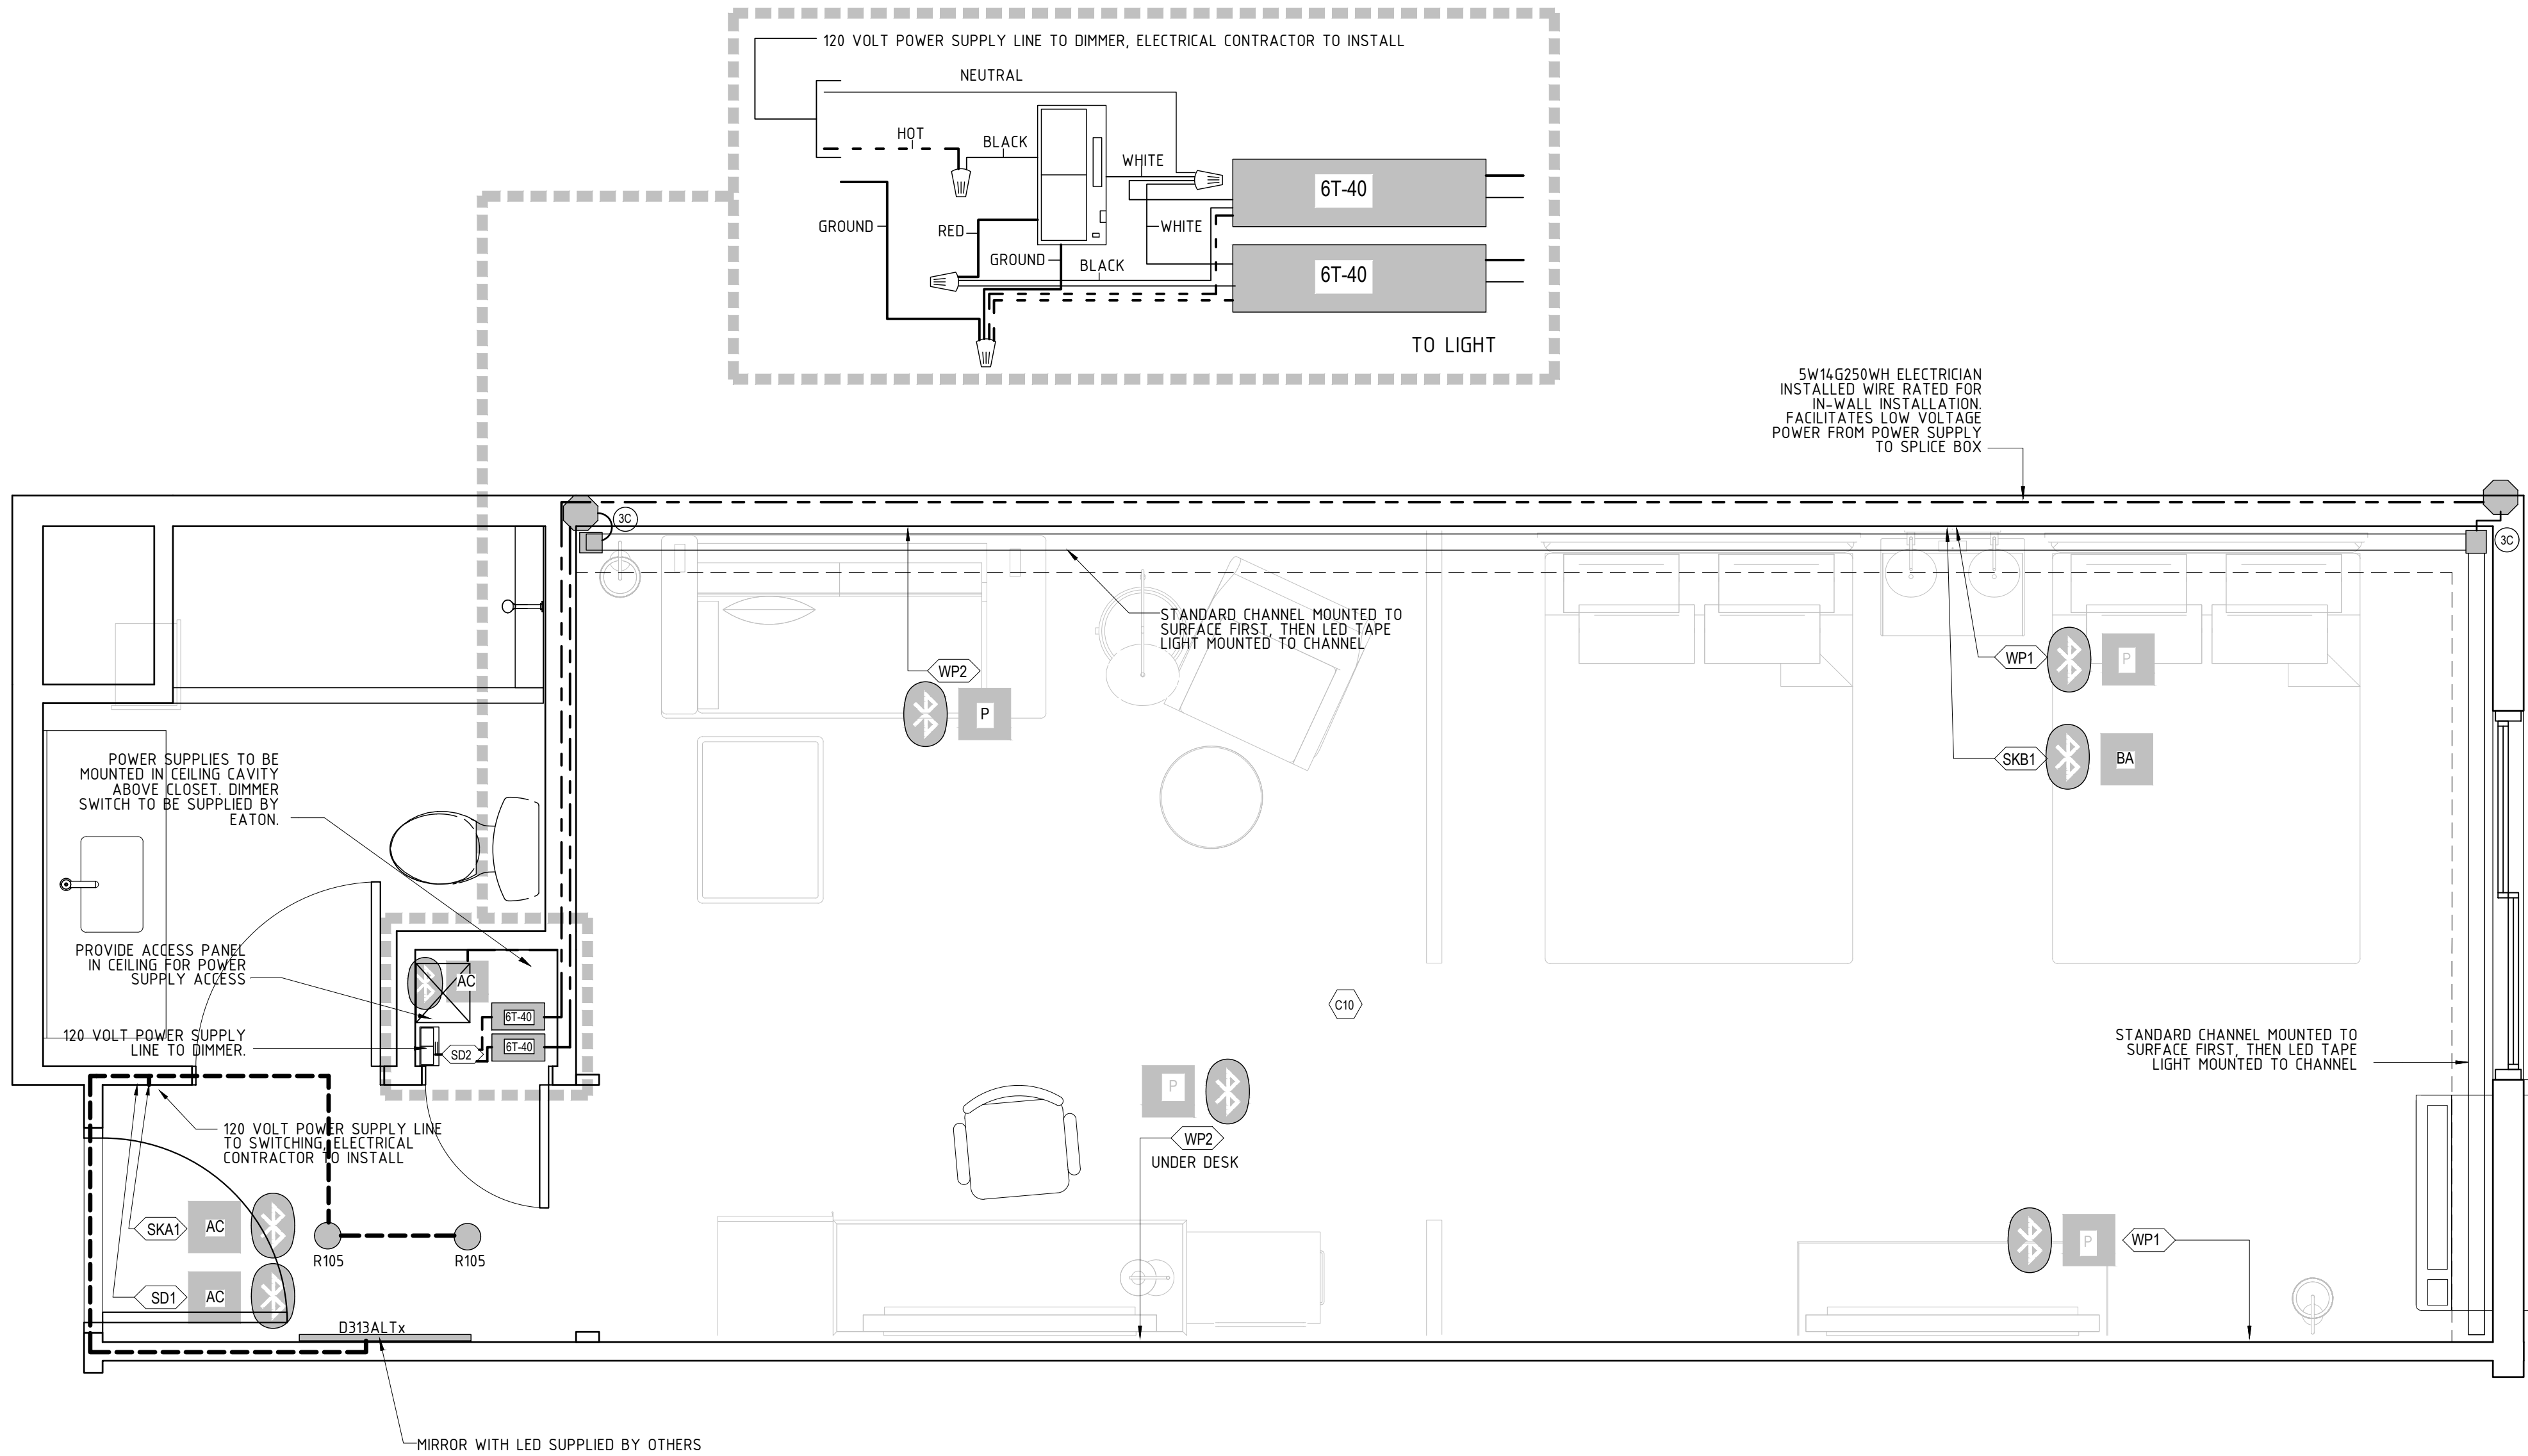 120 VOLT POWER SUPPLY LINE TO DIMMER, ELECTRICAL CONTRACTOR TO INSTALL
NEUTRAL
HOT
BLACK
WHITE
6T-40
GROUND
RED
WHITE
GROUND
BLACK
6T-40
TO LIGHT
5W14G250WH ELECTRICIAN
INSTALLED WIRE RATED FOR
IN-WALL INSTALLATION.
FACILITATES LOW VOLTAGE
POWER FROM POWER SUPPLY
TO SPLICE BOX
3C
3C
STANDARD CHANNEL MOUNTED TO
SURFACE FIRST, THEN LED TAPE
LIGHT MOUNTED TO CHANNEL
WP2
P
WP1
P
SKB1
BA
POWER SUPPLIES TO BE
MOUNTED IN CEILING CAVITY
ABOVE CLOSET. DIMMER
SWITCH TO BE SUPPLIED BY
EATON.
PROVIDE ACCESS PANEL
IN CEILING FOR POWER
SUPPLY ACCESS
AC
6T-40
6T-40
SD2
120 VOLT POWER SUPPLY
LINE TO DIMMER.
C10
STANDARD CHANNEL MOUNTED TO
SURFACE FIRST, THEN LED TAPE
LIGHT MOUNTED TO CHANNEL
P
WP2
UNDER DESK
120 VOLT POWER SUPPLY LINE
TO SWITCHING, ELECTRICAL
CONTRACTOR TO INSTALL
SKA1
AC
R105
R105
SD1
AC
P
WP1
D313ALTx
MIRROR WITH LED SUPPLIED BY OTHERS